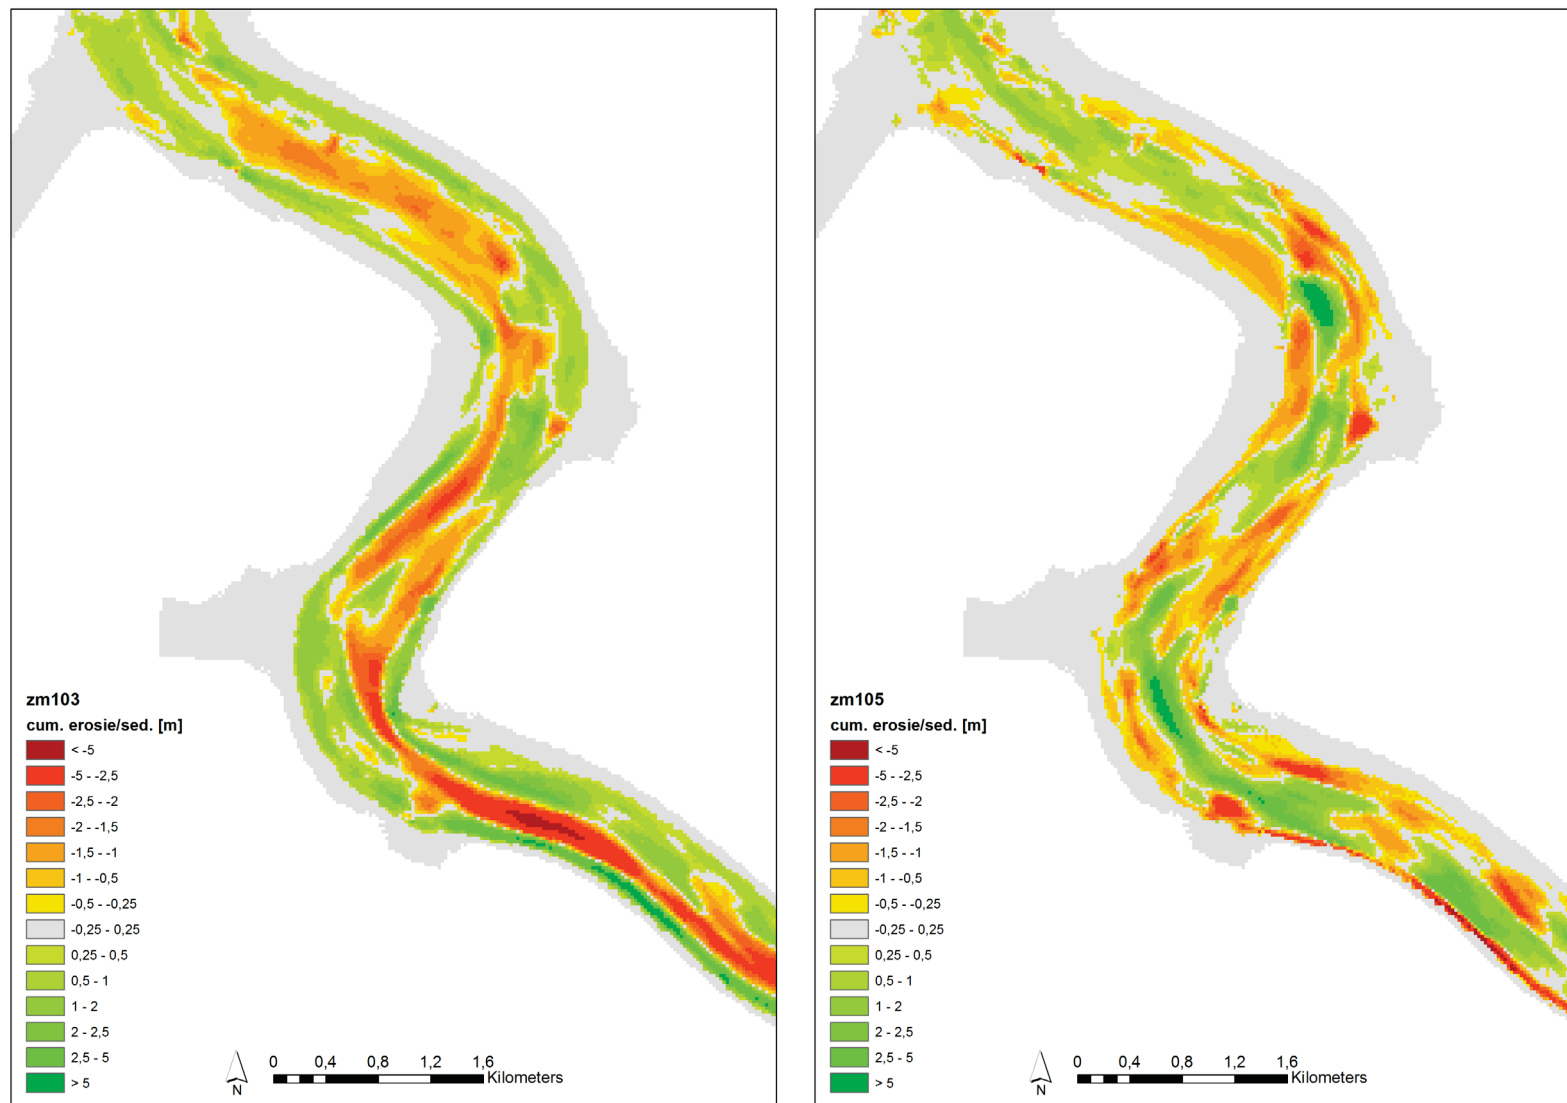 zm103
cum. erosie/sed. [m]
< -5
-5 - -2,5
-2,5 - -2
-2 - -1,5
-1,5 - -1
-1 - -0,5
-0,5 - -0,25
-0,25 - 0,25
0,25 - 0,5
0,5 - 1
1 - 2
2 - 2,5
2,5 - 5
> 5
N
0 0,4 0,8 1,2 1,6
Kilometers
zm105
cum. erosie/sed. [m]
< -5
-5 - -2,5
-2,5 - -2
-2 - -1,5
-1,5 - -1
-1 - -0,5
-0,5 - -0,25
-0,25 - 0,25
0,25 - 0,5
0,5 - 1
1 - 2
2 - 2,5
2,5 - 5
> 5
N
0 0,4 0,8 1,2 1,6
Kilometers